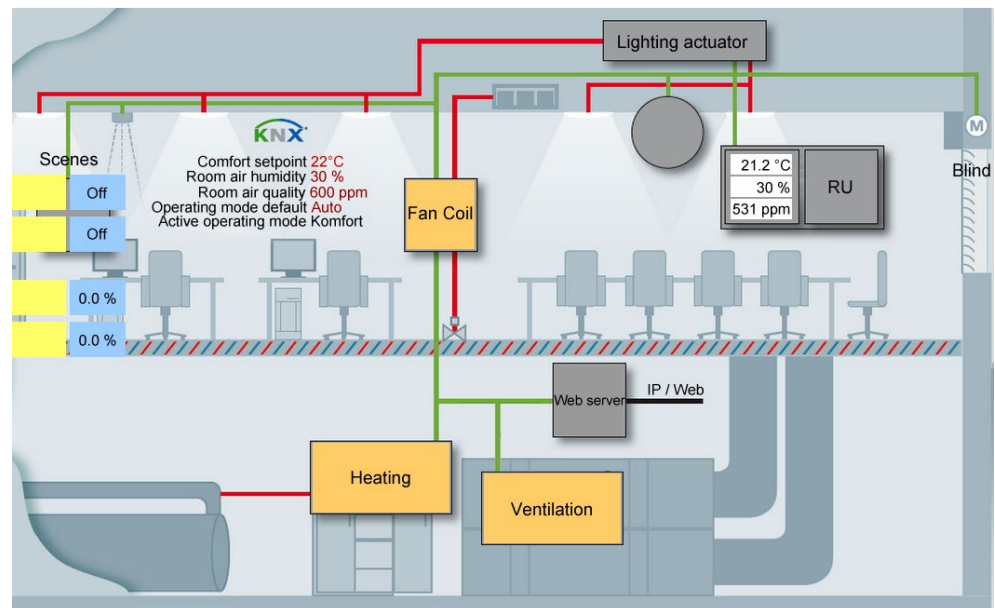 Lighting actuator
KNX
M
Scenes
Comfort setpoint 22°C
Room air humidity 30 %
Room air quality 600 ppm
Operating mode default Auto
Active operating mode Komfort
21.2 °C
30 %
531 ppm
RU
Blind
Off
Off
Fan Coil
0.0 %
0.0 %
Web server
IP / Web
Heating
Ventilation